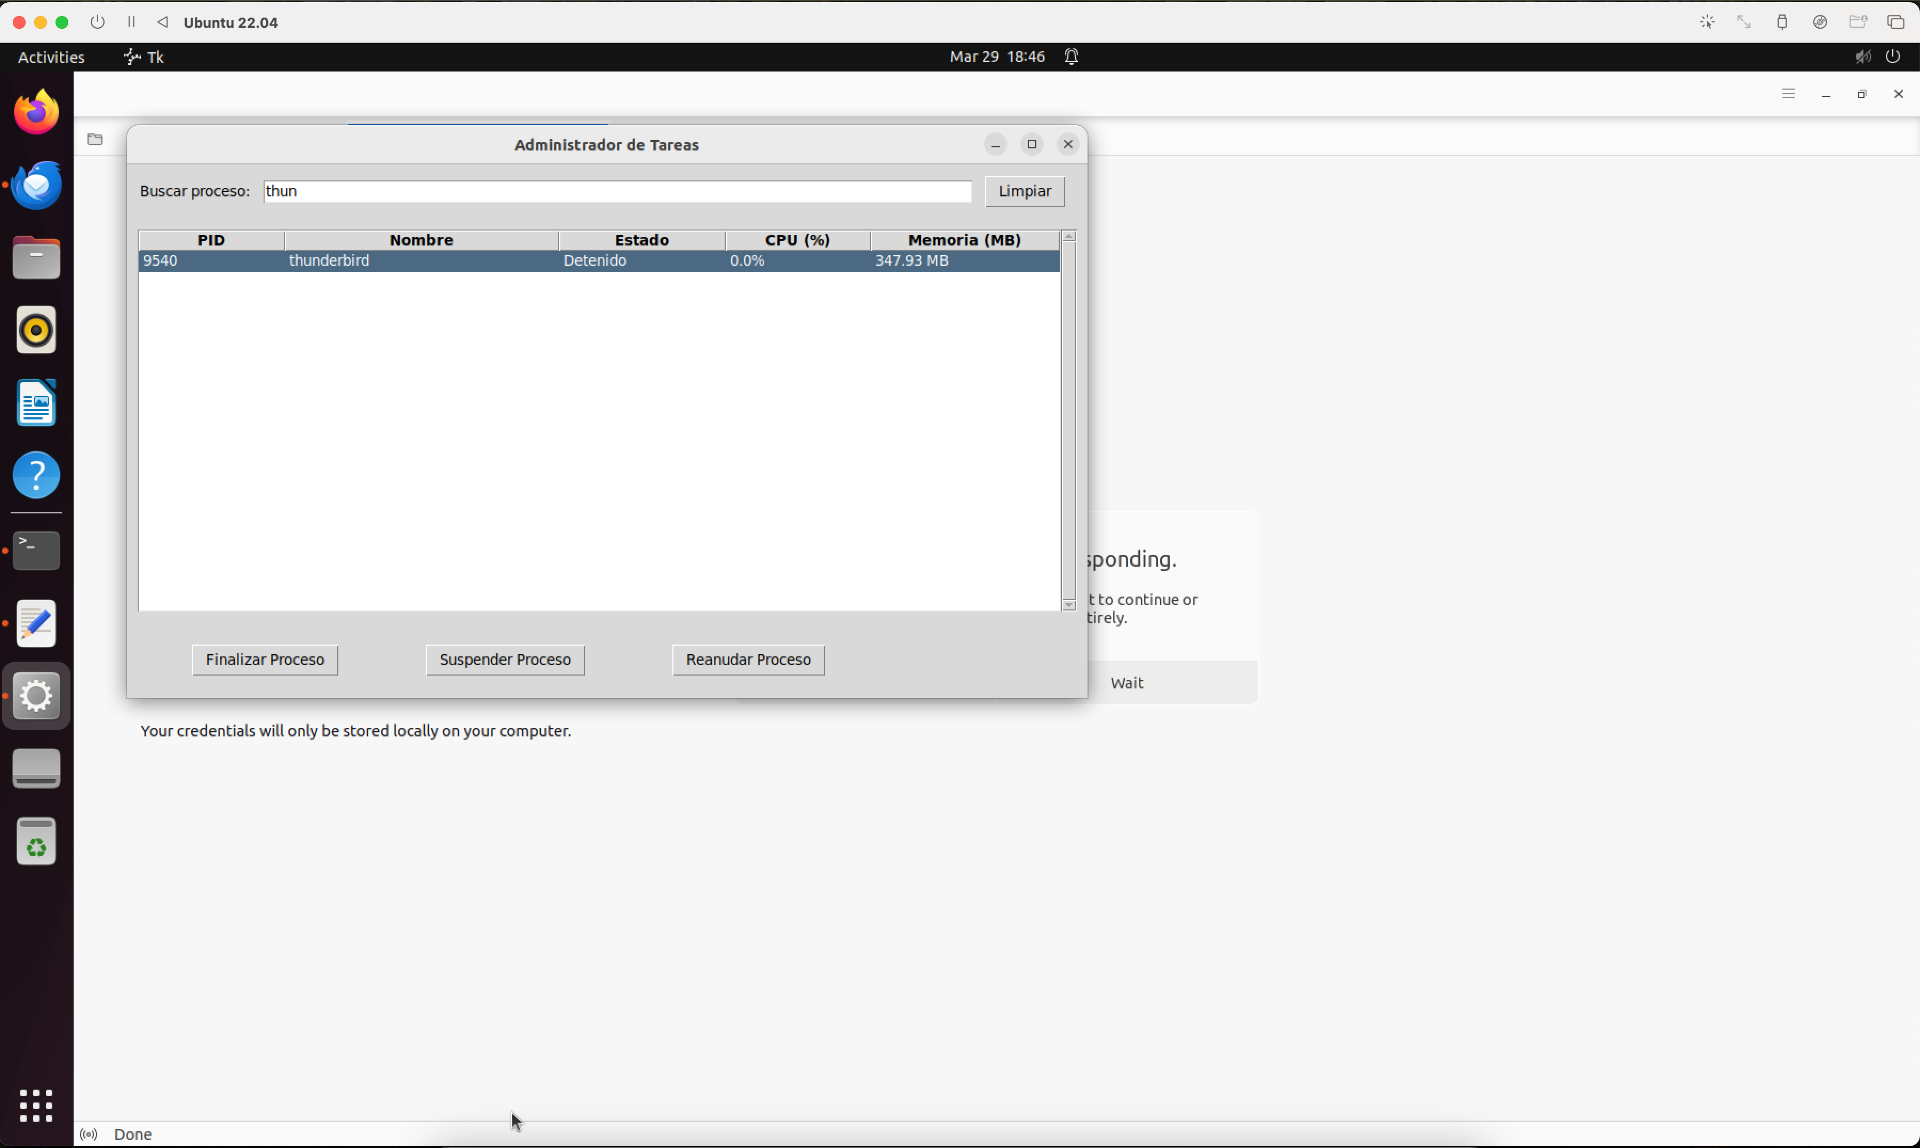 Ubuntu 22.04
Activities
Tk
Mar 29 18:46
Administrador de Tareas
Buscar proceso:
thun
Limpiar
PID Nombre Estado CPU (%) Memoria (MB)
9540 thunderbird Detenido 0.0% 347.93 MB
sponding.
t to continue or
tirely.
Finalizar Proceso
Suspender Proceso
Reanudar Proceso
Wait
Your credentials will only be stored locally on your computer.
Done